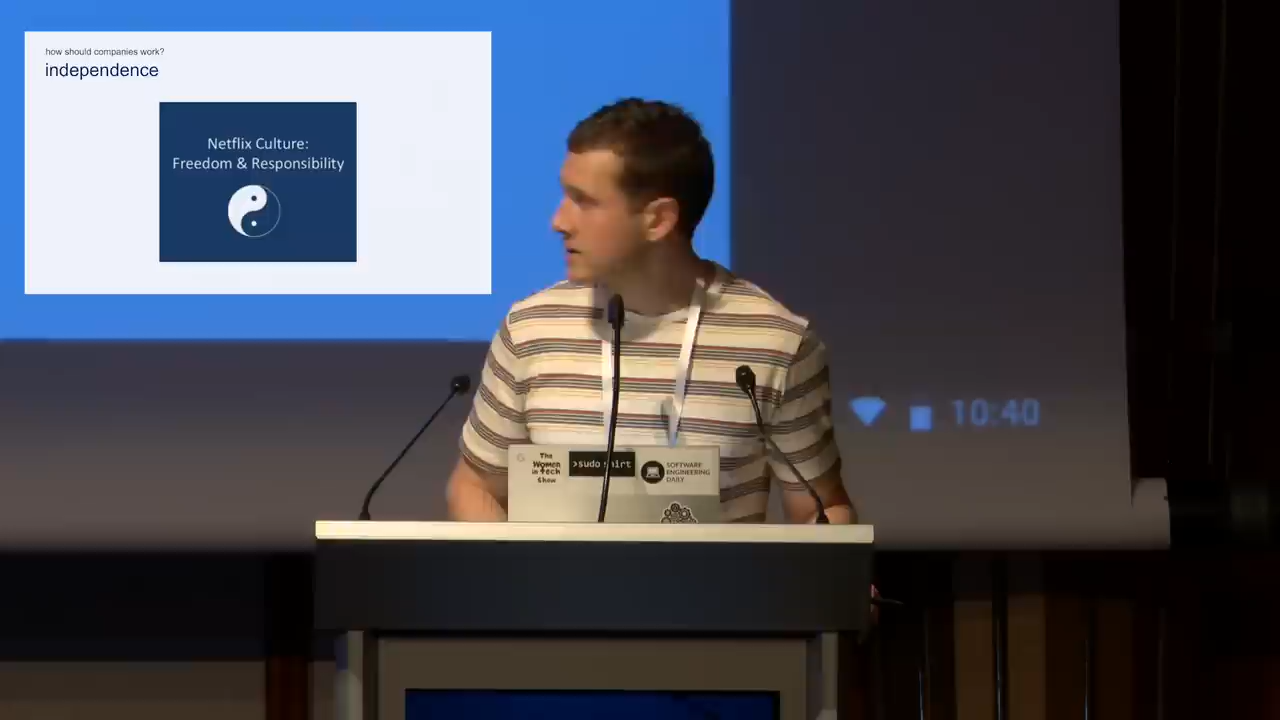 how should companies work?
independence
Netflix Culture:
Freedom & Responsibility
10:40
The
Women
in Tech
Show
>sudo
SOFTWARE
ENGINEERING
DAILY